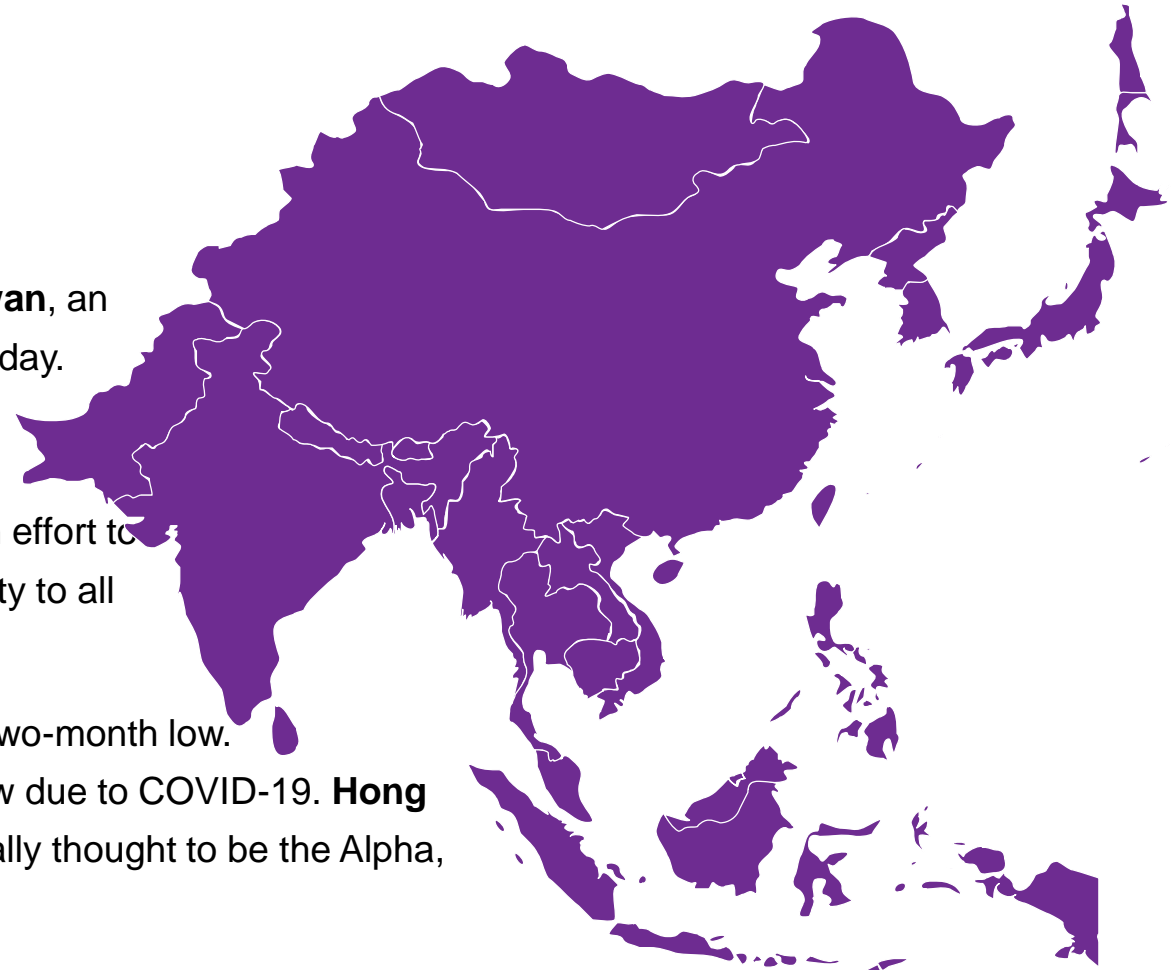 van, an
day.
effort to
ty to all
wo-month low.
w due to COVID-19. Hong
ally thought to be the Alpha,